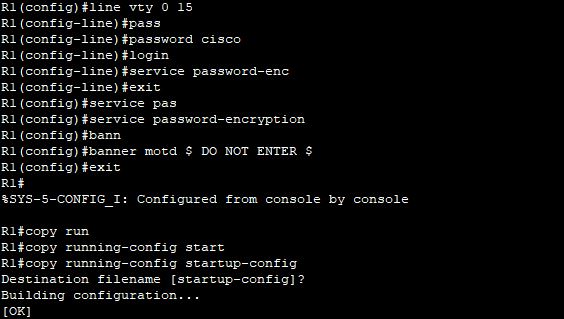 R1(config)#line vty 0 15
R1(config-line)#pass
R1(config-line)#password cisco
R1(config-line)#login
R1(config-line)#service password-enc
R1(config-line)#exit
R1(config)#service pas
R1(config)#service password-encryption
R1(config)#bann
R1(config)#banner motd $ DO NOT ENTER $
R1(config)#exit
R1#
%SYS-5-CONFIG_I: Configured from console by console

R1#copy run
R1#copy running-config start
R1#copy running-config startup-config
Destination filename [startup-config]?
Building configuration...
[OK]